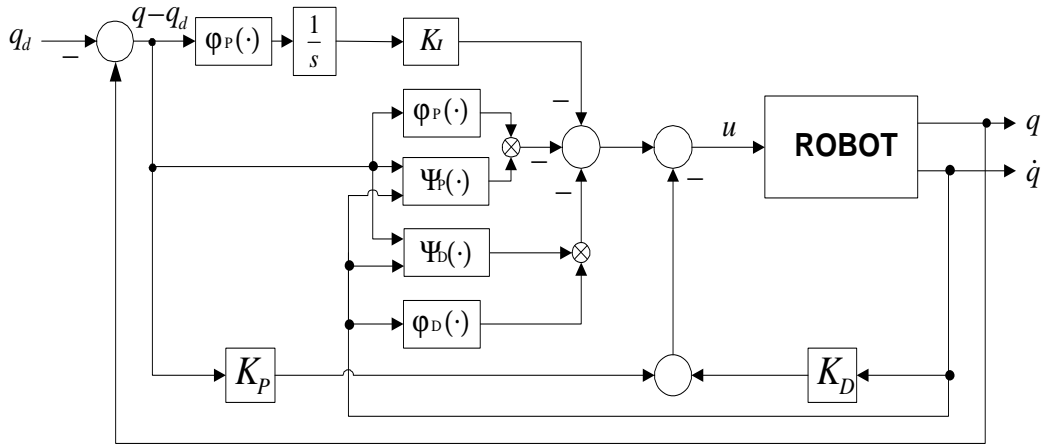 q_d
−
q−q_d
φ_P(·)
1/s
K_I
−
φ_P(·)
−
Ψ_P(·)
−
Ψ_D(·)
φ_D(·)
−
u
ROBOT
q
q̇
K_P
K_D